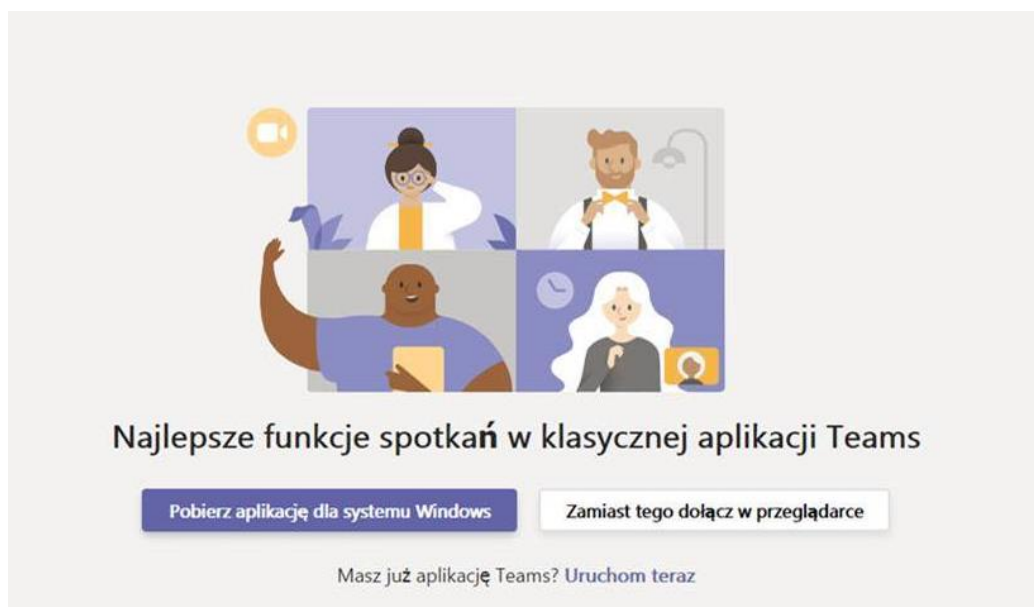 Najlepsze funkcje spotkań w klasycznej aplikacji Teams
Pobierz aplikację dla systemu Windows
Zamiast tego dołącz w przeglądarce
Masz już aplikację Teams? Uruchom teraz